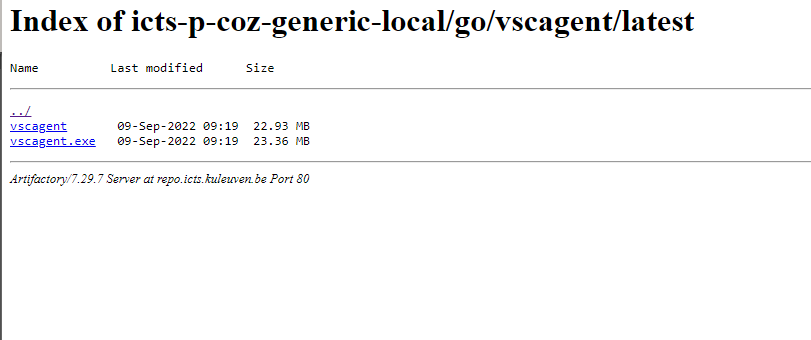 Index of icts-p-coz-generic-local/go/vscagent/latest
Name Last modified Size
../
vscagent 09-Sep-2022 09:19 22.93 MB
vscagent.exe 09-Sep-2022 09:19 23.36 MB
Artifactory/7.29.7 Server at repo.icts.kuleuven.be Port 80